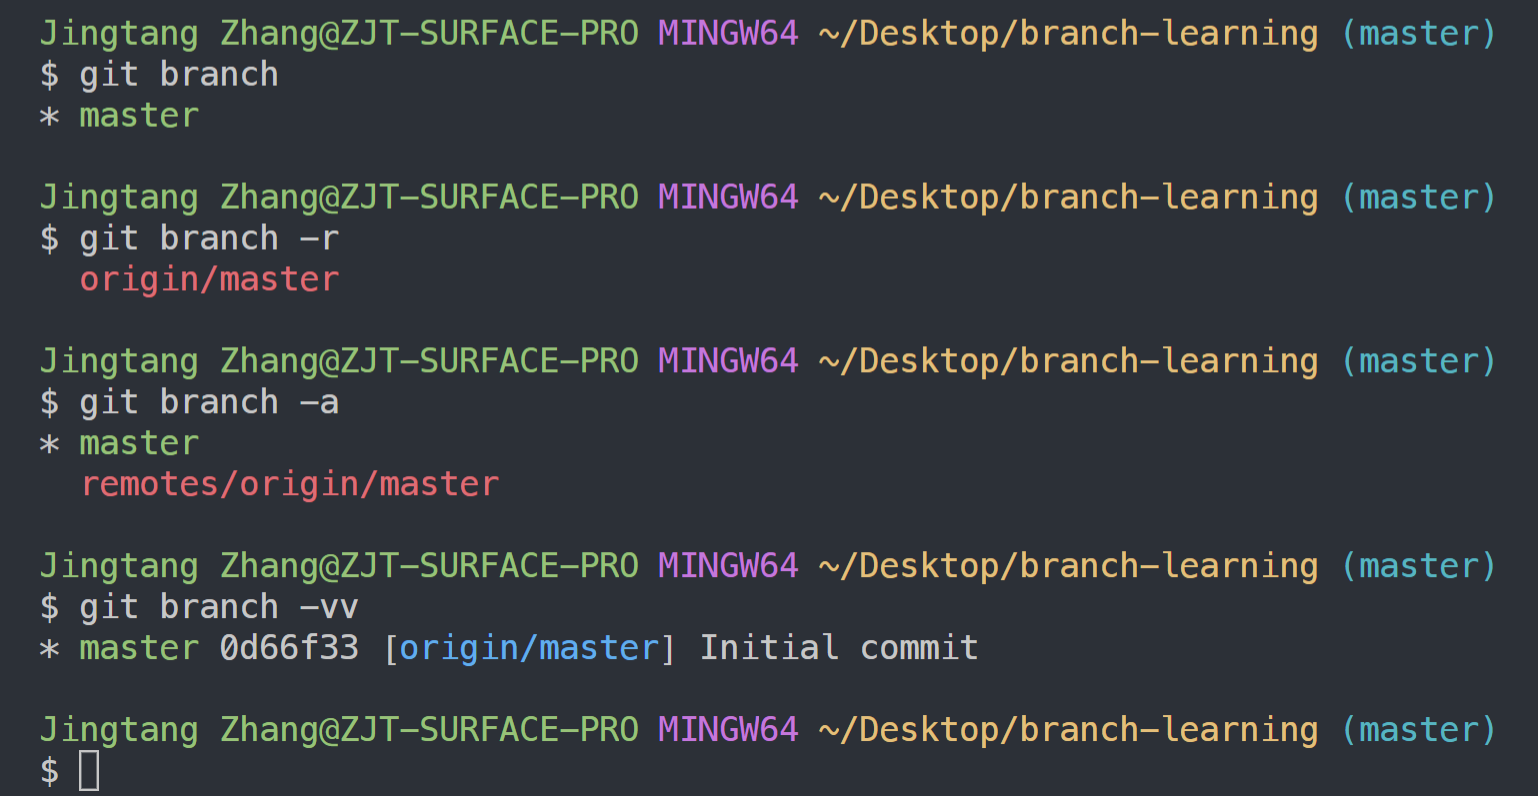 Jingtang Zhang@ZJT-SURFACE-PRO MINGW64 ~/Desktop/branch-learning (master)
$ git branch
* master
Jingtang Zhang@ZJT-SURFACE-PRO MINGW64 ~/Desktop/branch-learning (master)
$ git branch -r
  origin/master
Jingtang Zhang@ZJT-SURFACE-PRO MINGW64 ~/Desktop/branch-learning (master)
$ git branch -a
* master
  remotes/origin/master
Jingtang Zhang@ZJT-SURFACE-PRO MINGW64 ~/Desktop/branch-learning (master)
$ git branch -vv
* master 0d66f33 [origin/master] Initial commit
Jingtang Zhang@ZJT-SURFACE-PRO MINGW64 ~/Desktop/branch-learning (master)
$